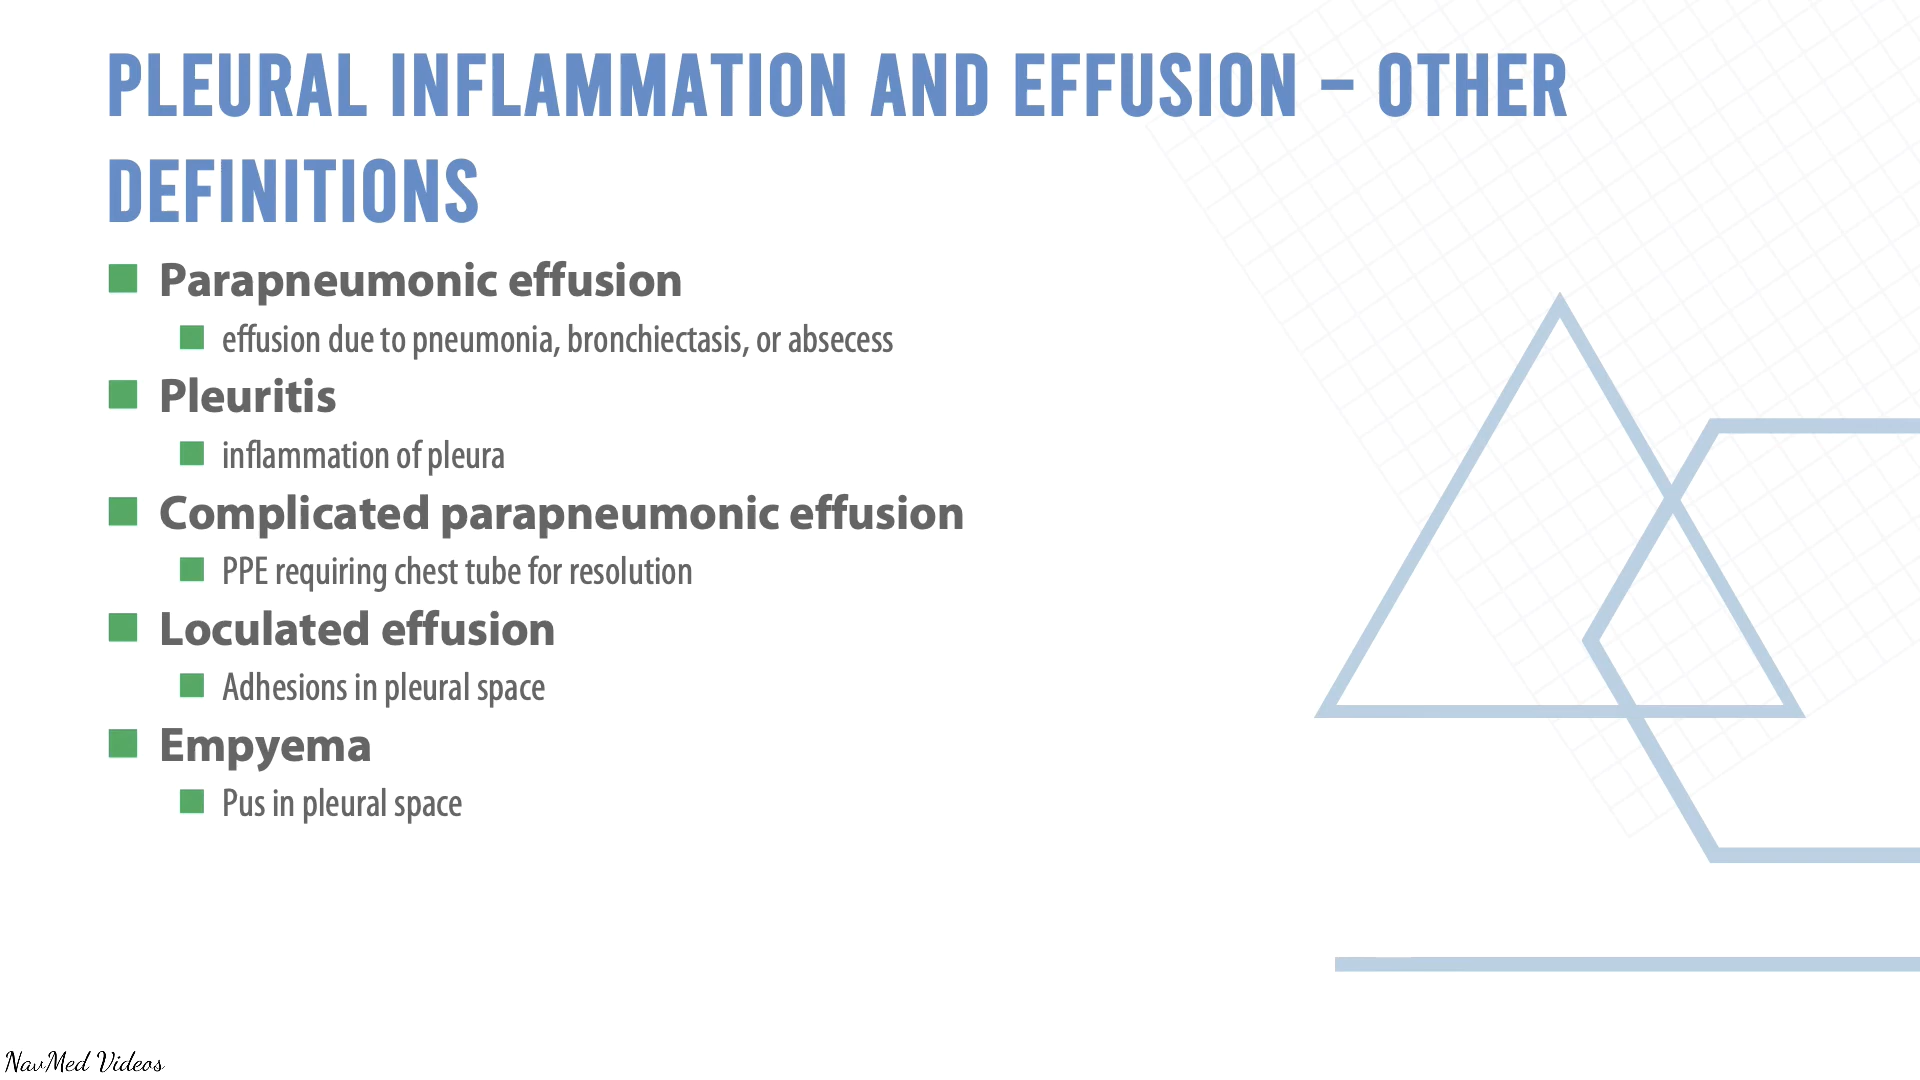 PLEURAL INFLAMMATION AND EFFUSION – OTHER
DEFINITIONS
Parapneumonic effusion
effusion due to pneumonia, bronchiectasis, or absecess
Pleuritis
inflammation of pleura
Complicated parapneumonic effusion
PPE requiring chest tube for resolution
Loculated effusion
Adhesions in pleural space
Empyema
Pus in pleural space
NavMed Videos